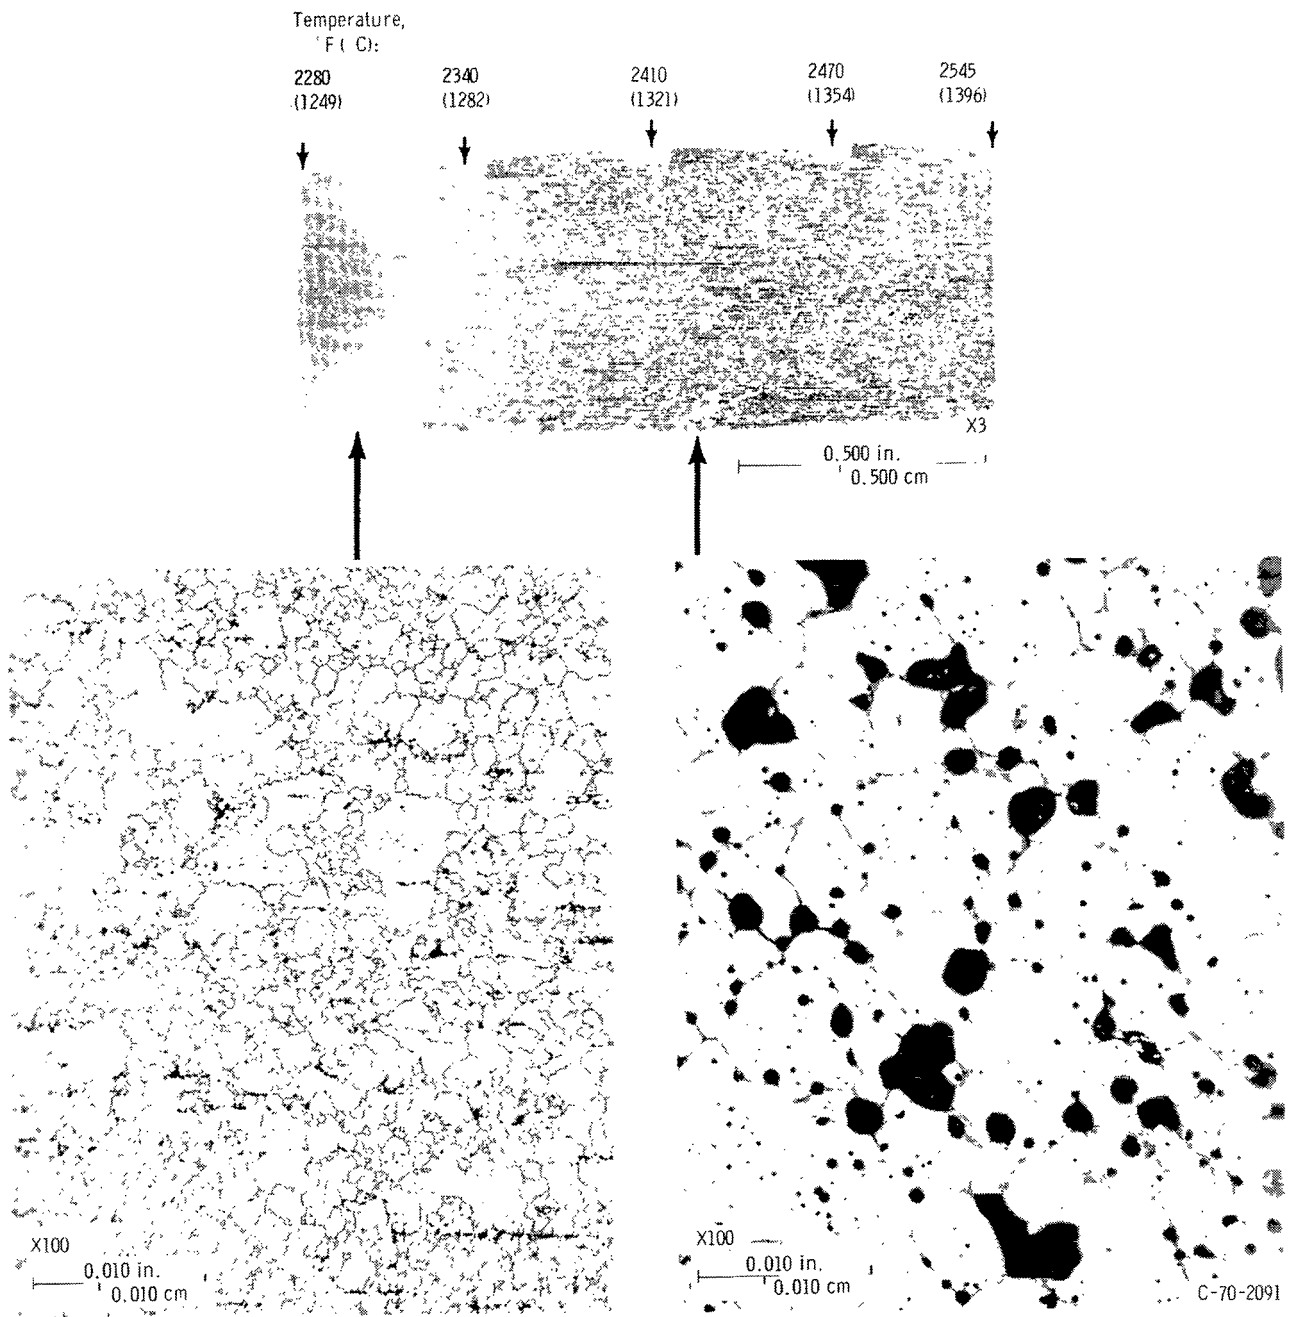 Temperature,
°F (°C):
2280 2340 2410 2470 2545
(1249) (1282) (1321) (1354) (1396)
X3
0.500 in.
0.500 cm
X100
0.010 in.
0.010 cm
X100
0.010 in.
0.010 cm
C-70-2091